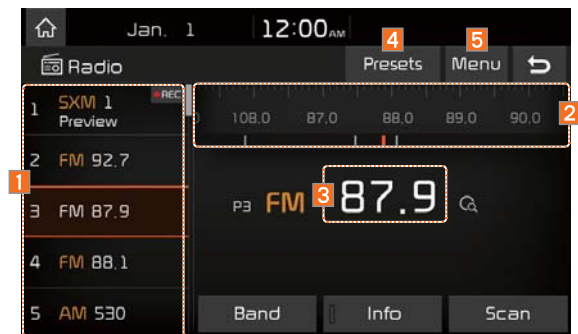 Jan. 1 12:00 AM
4 5
Radio Presets Menu
1 SXM 1 REC
Preview
108.0 87.0 88.0 89.0 90.0 2
2 FM 92.7
1
P3 FM 3 87.9
3 FM 87.9
4 FM 88.1
5 AM 530 Band Info Scan